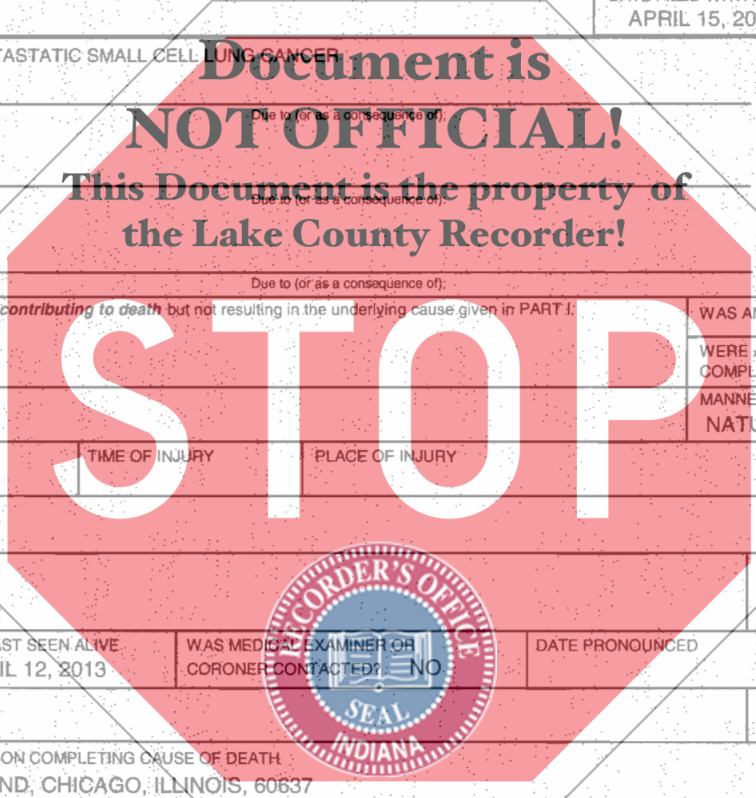 APRIL 15, 20
TASTATIC SMALL CELL LUNG CANCER
Document is
Due to (or as a consequence of):
NOT OFFICIAL!
This Document is the property of
Due to (or as a consequence of):
the Lake County Recorder!
Due to (or as a consequence of):
contributing to death but not resulting in the underlying cause given in PART I.
WAS AN
STOP
WERE
COMPL
MANNE
NATU
TIME OF INJURY
PLACE OF INJURY
RECORDER'S OFFICE
ST SEEN ALIVE
IL 12, 2013
WAS MEDICAL EXAMINER OR
CORONER CONTACTED? NO
DATE PRONOUNCED
SEAL
INDIANA
ON COMPLETING CAUSE OF DEATH
ND, CHICAGO, ILLINOIS, 60637